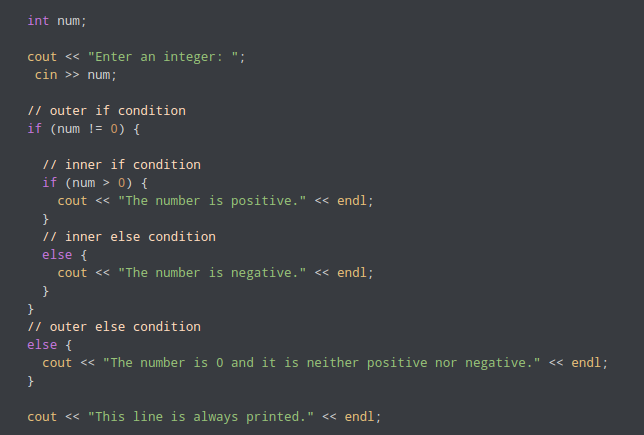 int num;
cout << "Enter an integer: ";
cin >> num;
// outer if condition
if (num != 0) {
// inner if condition
if (num > 0) {
cout << "The number is positive." << endl;
}
// inner else condition
else {
cout << "The number is negative." << endl;
}
}
// outer else condition
else {
cout << "The number is 0 and it is neither positive nor negative." << endl;
}
cout << "This line is always printed." << endl;